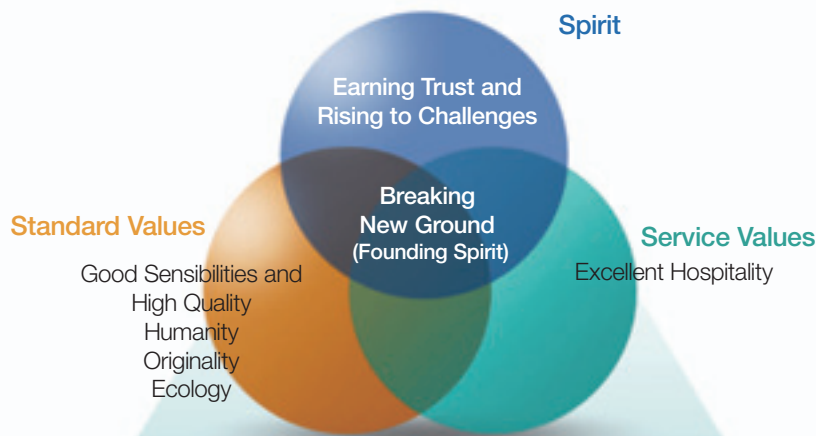 Spirit
Earning Trust and
Rising to Challenges
Breaking
New Ground
(Founding Spirit)
Standard Values
Good Sensibilities and
High Quality
Humanity
Originality
Ecology
Service Values
Excellent Hospitality